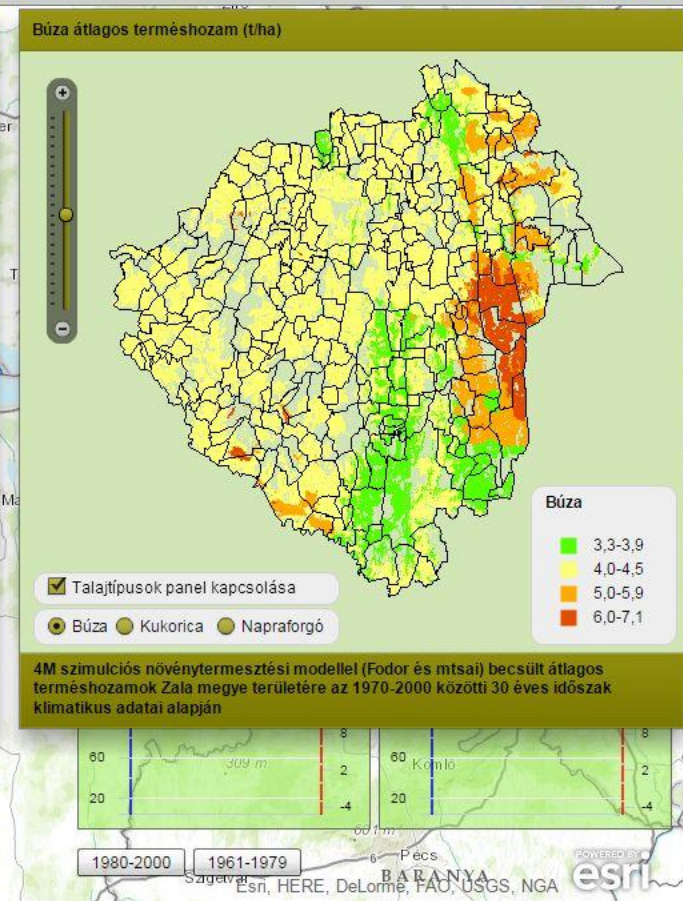 Búza átlagos terméshozam (t/ha)
Búza
3,3-3,9
4,0-4,5
5,0-5,9
6,0-7,1
Talajtípusok panel kapcsolása
Búza Kukorica Napraforgó
4M szimulciós növénytermesztési modellel (Fodor és mtsai) becsült átlagos
terméshozamok Zala megye területére az 1970-2000 közötti 30 éves időszak
klimatikus adatai alapján
8 8
60 309 m 2 60 Komló 2
20 -4 20 -4
601 m
1980-2000 1961-1979
6 Pécs
Szigetvár BARANYA
POWERED BY
esri
Esri, HERE, DeLorme, FAO, USGS, NGA